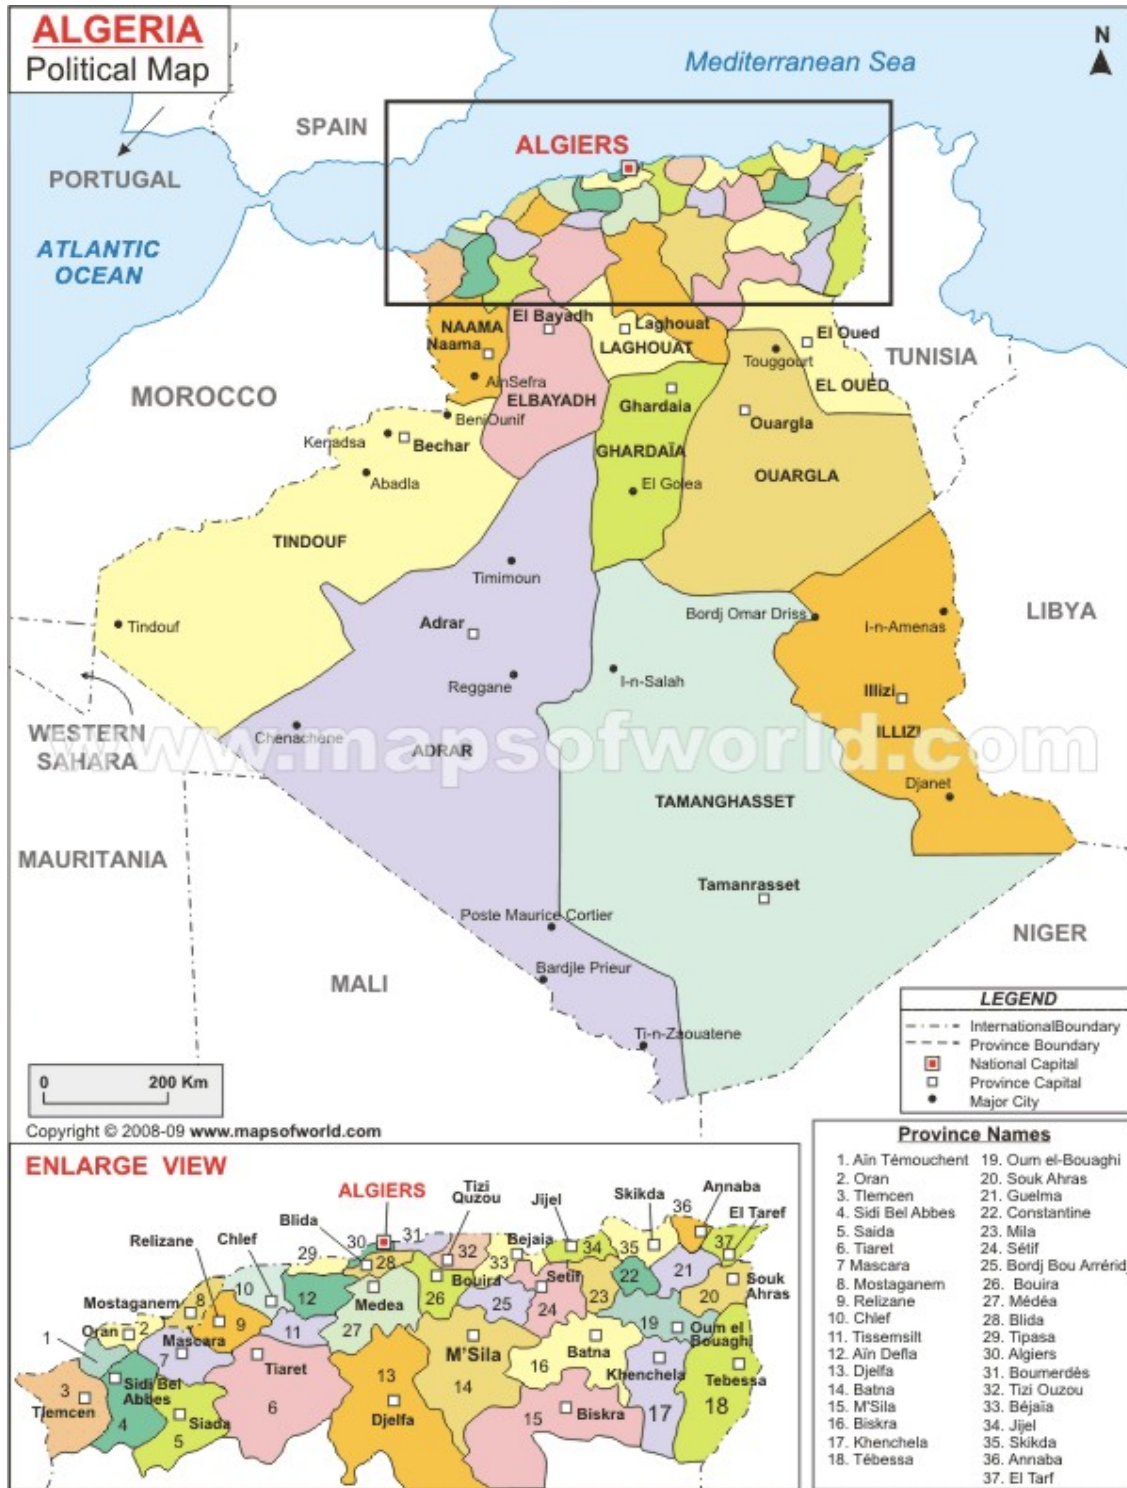 ALGERIA
Political Map
N
Mediterranean Sea
SPAIN
ALGIERS
PORTUGAL
ATLANTIC
OCEAN
El Bayadh
NAAMA
Naama
Laghouat
LAGHOUAT
El Oued
Touggourt
TUNISIA
MOROCCO
AinSefra
ELBAYADH
EL OUED
Ghardaia
BeniOunif
Ouargla
Kenadsa
Bechar
GHARDAÏA
Abadla
El Golea
OUARGLA
TINDOUF
Timimoun
Tindouf
Adrar
Bordj Omar Driss
I-n-Amenas
LIBYA
Reggane
I-n-Salah
Illizi
WESTERN
SAHARA
Chenachene
ADRAR
ILLIZI
www.mapsofworld.com
Djanet
TAMANGHASSET
MAURITANIA
Tamanrasset
Poste Maurice Cortier
NIGER
Bardjle Prieur
MALI
Ti-n-Zaouatene
LEGEND
InternationalBoundary
Province Boundary
National Capital
Province Capital
Major City
0 200 Km
Copyright © 2008-09 www.mapsofworld.com
ENLARGE VIEW
ALGIERS
Tizi
Quzou
Jijel
Skikda
36
Annaba
El Taref
Blida
31
Bejaia
Relizane
Chlef
30
29
28
32
33
34
35
37
Bouira
Setif
22
21
Souk
Ahras
Mostaganem
8
10
12
Medea
26
25
24
23
20
1
Oran
2
Mascara
7
9
11
27
19
Oum el
Bouaghi
Tiaret
M'Sila
Batna
16
Khenchela
Tebessa
3
Tlemcen
Sidi Bel
Abbes
4
Siada
5
6
13
Djelfa
14
15
Biskra
17
18
Province Names
1. Aïn Témouchent
2. Oran
3. Tlemcen
4. Sidi Bel Abbes
5. Saida
6. Tiaret
7 Mascara
8. Mostaganem
9. Relizane
10. Chlef
11. Tissemsilt
12. Aïn Defla
13. Djelfa
14. Batna
15. M'Sila
16. Biskra
17. Khenchela
18. Tébessa
19. Oum el-Bouaghi
20. Souk Ahras
21. Guelma
22. Constantine
23. Mila
24. Sétif
25. Bordj Bou Arréridj
26. Bouira
27. Médéa
28. Blida
29. Tipasa
30. Algiers
31. Boumerdès
32. Tizi Ouzou
33. Béjaïa
34. Jijel
35. Skikda
36. Annaba
37. El Tarf